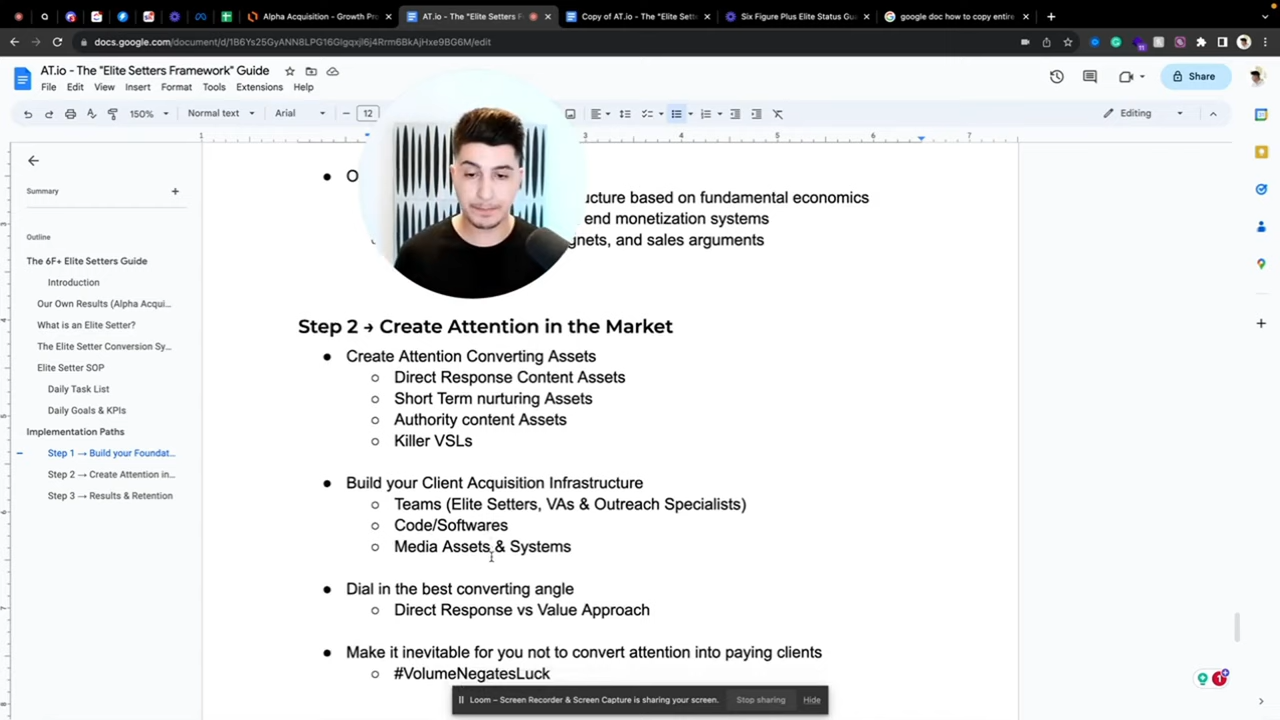 Alpha Acquisition - Growth Pro
AT.io - The "Elite Setters F
Copy of AT.io - The "Elite Sett
Six Figure Plus Elite Status Gu
google doc how to copy entire
docs.google.com/document/d/1B6Ys25GyANN8LPG16Glgqxjl6j4Rrm6BkAjHxe9BG6M/edit
AT.io - The "Elite Setters Framework" Guide
File Edit View Insert Format Tools Extensions Help
Share
150% Normal text Arial 12 Editing
1 3 4 5 6 7
Summary
Outline
The 6F+ Elite Setters Guide
Introduction
Our Own Results (Alpha Acqui...
What is an Elite Setter?
The Elite Setter Conversion Sy...
Elite Setter SOP
Daily Task List
Daily Goals & KPIs
Implementation Paths
Step 1 → Build your Foundat...
Step 2 → Create Attention in...
Step 3 → Results & Retention
● O
ucture based on fundamental economics
end monetization systems
gnets, and sales arguments
Step 2 → Create Attention in the Market
● Create Attention Converting Assets
○ Direct Response Content Assets
○ Short Term nurturing Assets
○ Authority content Assets
○ Killer VSLs
● Build your Client Acquisition Infrastructure
○ Teams (Elite Setters, VAs & Outreach Specialists)
○ Code/Softwares
○ Media Assets & Systems
● Dial in the best converting angle
○ Direct Response vs Value Approach
● Make it inevitable for you not to convert attention into paying clients
○ #VolumeNegatesLuck
Loom – Screen Recorder & Screen Capture is sharing your screen. Stop sharing Hide